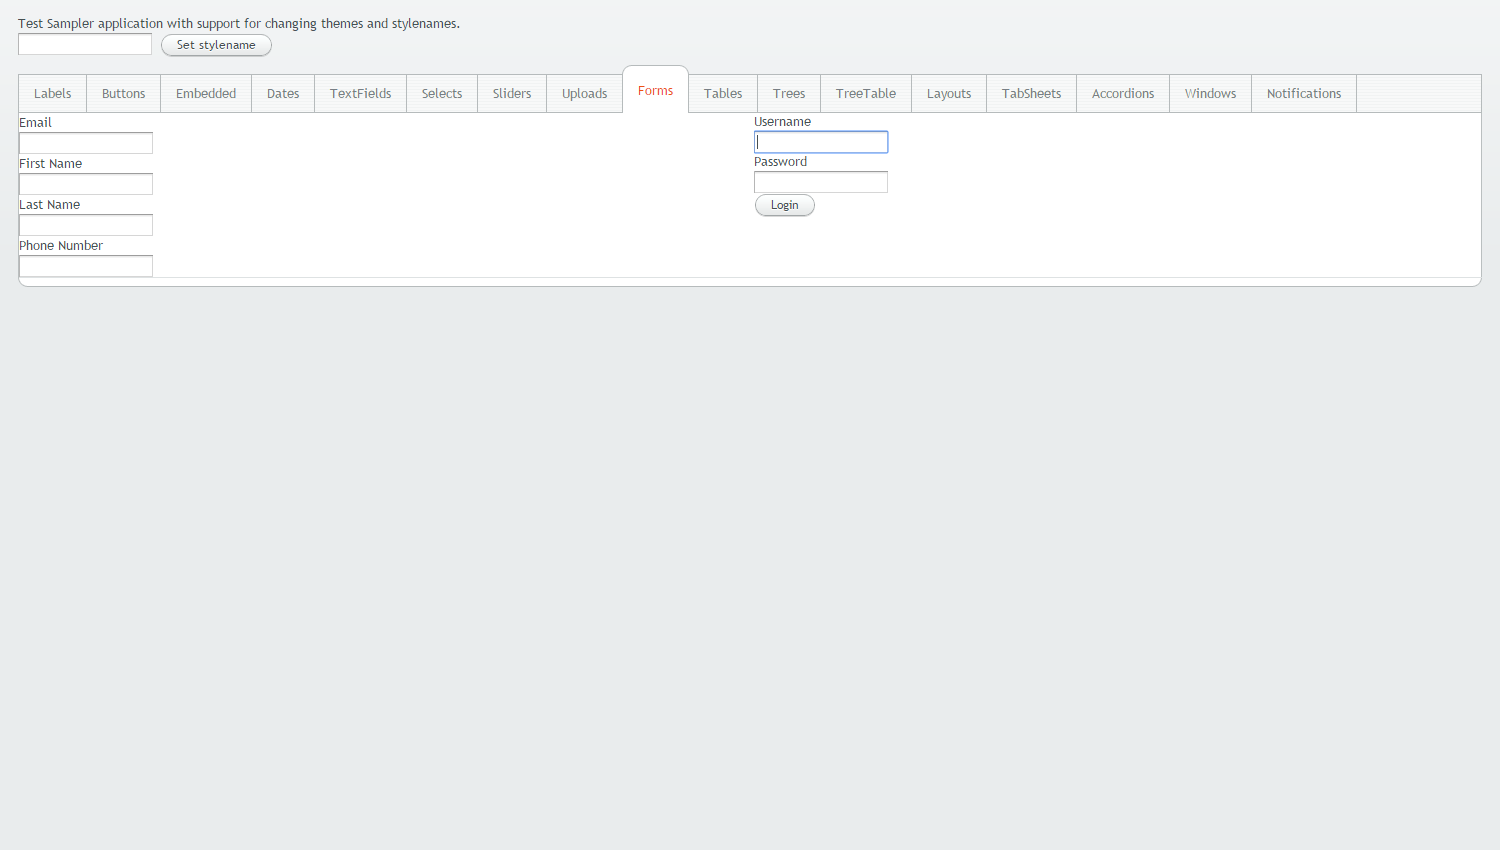 Test Sampler application with support for changing themes and stylenames.
Set stylename
Labels Buttons Embedded Dates TextFields Selects Sliders Uploads Forms Tables Trees TreeTable Layouts TabSheets Accordions Windows Notifications
Email
First Name
Last Name
Phone Number
Username
Password
Login